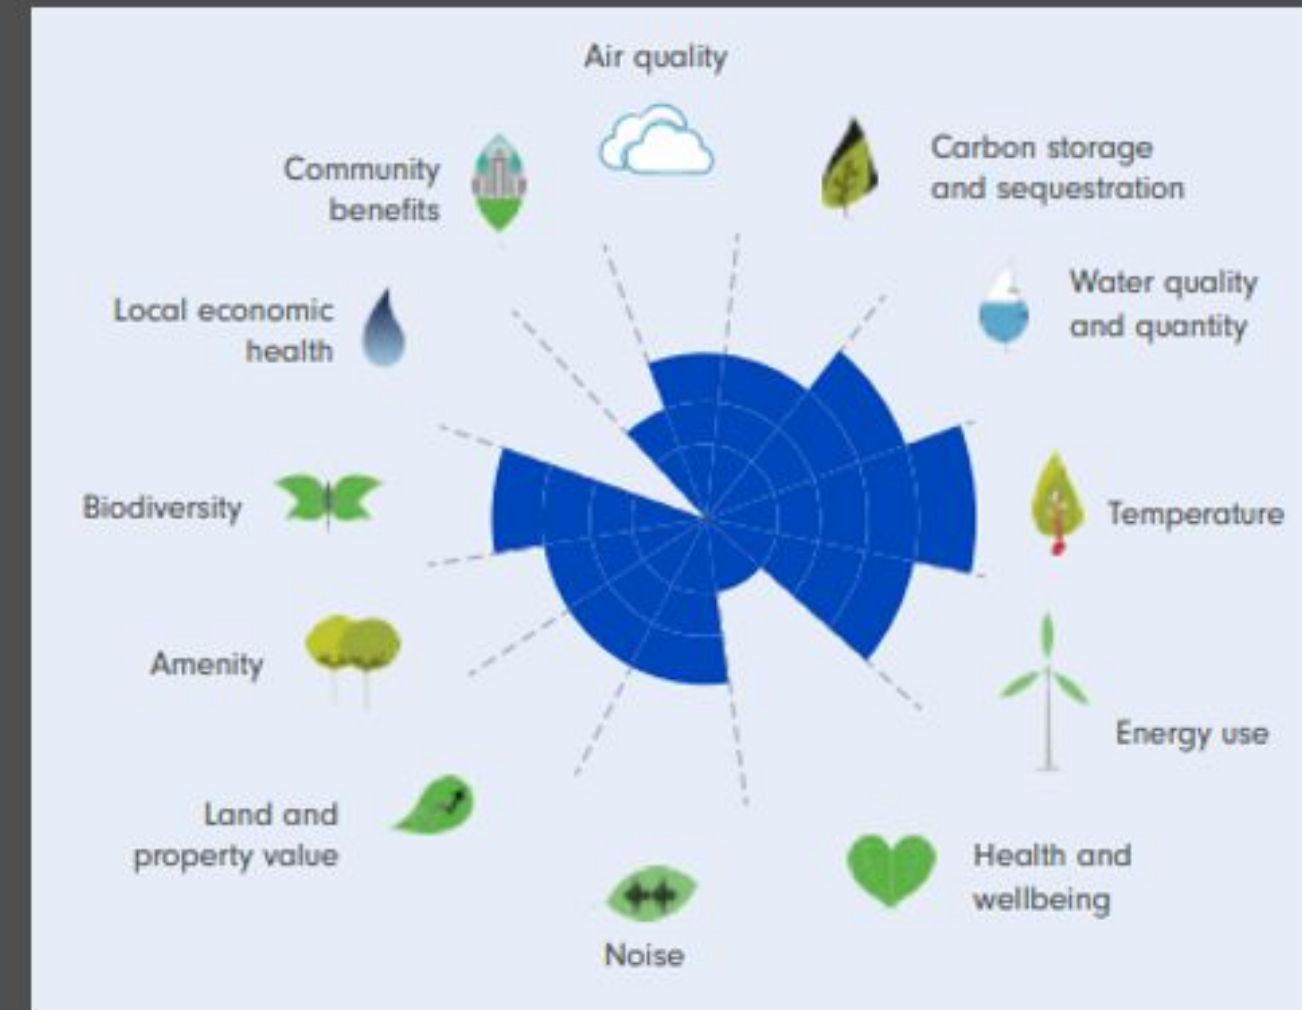 Air quality
Carbon storage
and sequestration
Water quality
and quantity
Temperature
Energy use
Health and
wellbeing
Noise
Land and
property value
Amenity
Biodiversity
Local economic
health
Community
benefits